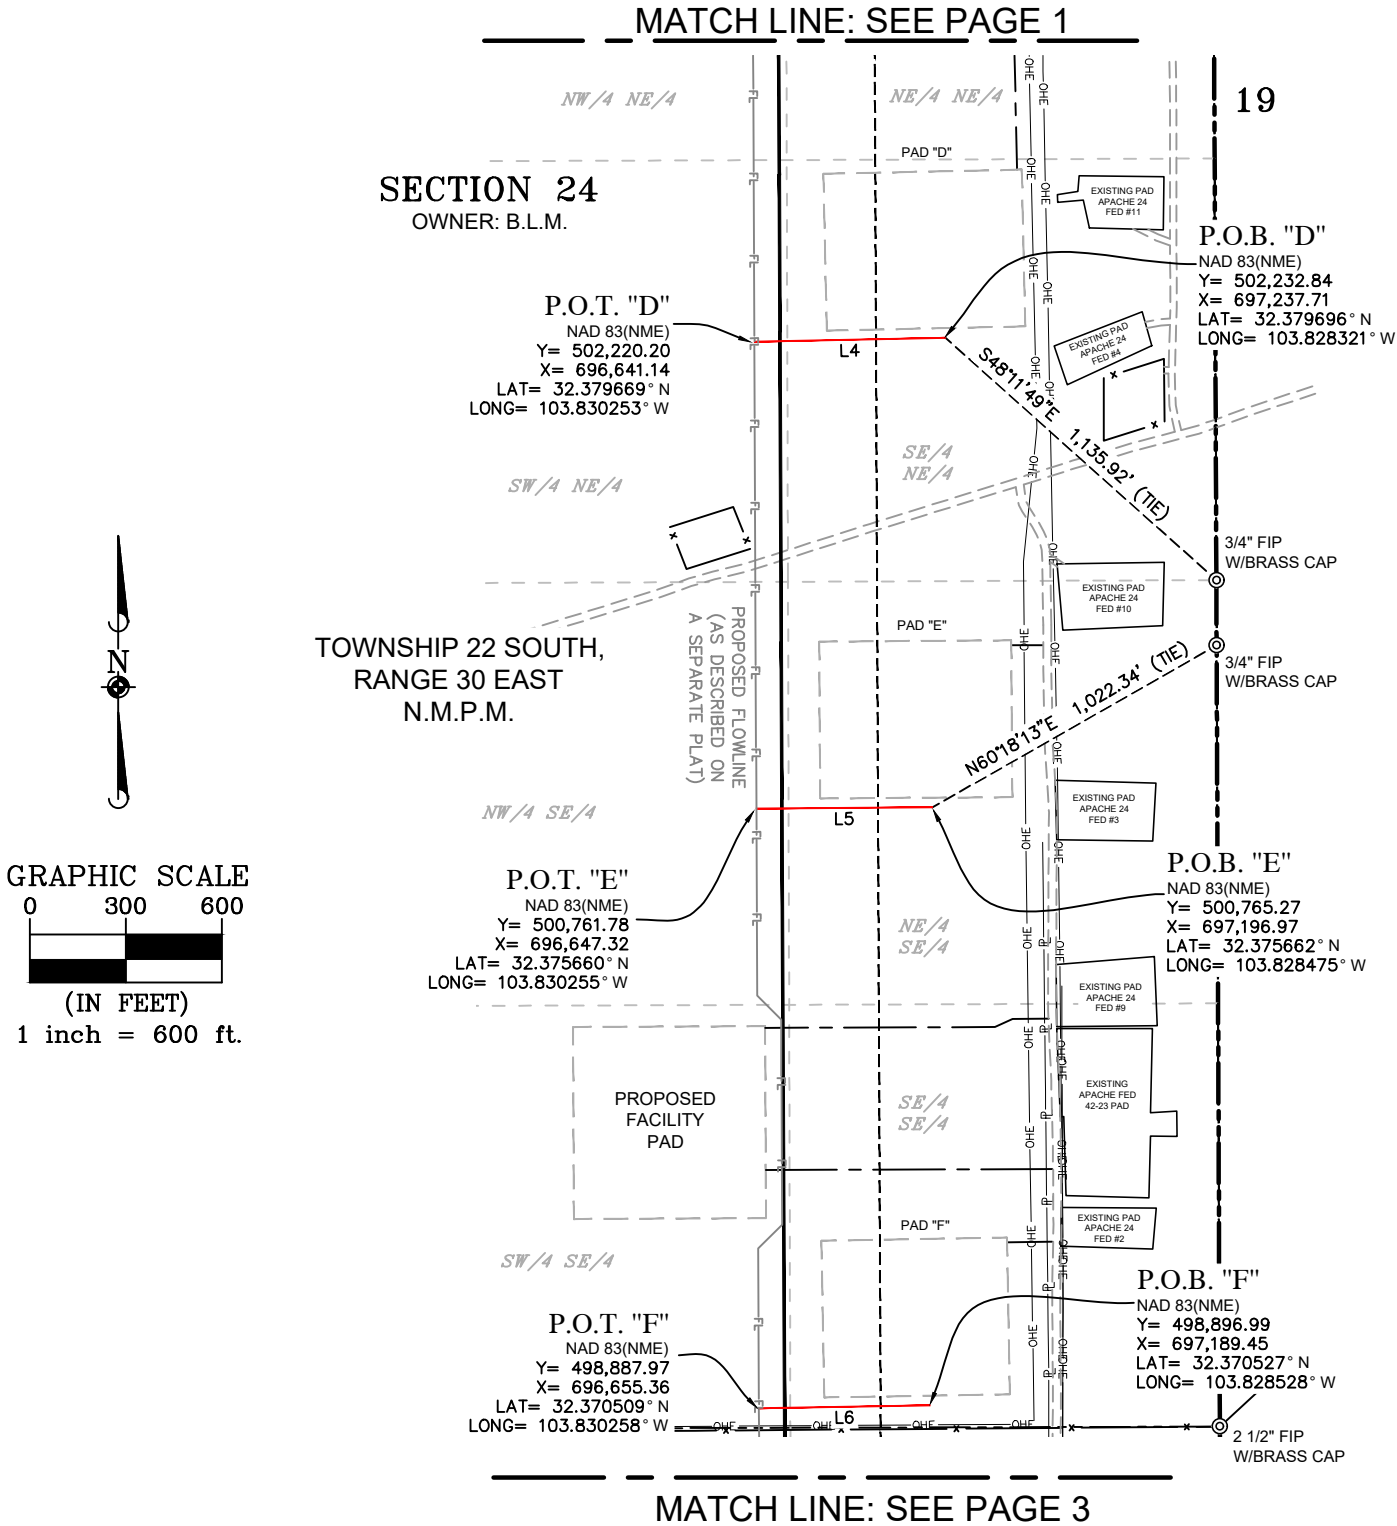 MATCH LINE: SEE PAGE 1
NW/4 NE/4
NE/4 NE/4
19
PAD "D"
SECTION 24
OWNER: B.L.M.
EXISTING PAD
APACHE 24
FED #11
P.O.B. "D"
NAD 83(NME)
Y= 502,232.84
X= 697,237.71
LAT= 32.379696° N
LONG= 103.828321° W
P.O.T. "D"
NAD 83(NME)
Y= 502,220.20
X= 696,641.14
LAT= 32.379669° N
LONG= 103.830253° W
L4
EXISTING PAD
APACHE 24
FED #4
S48°11'49"E 1,135.92' (TIE)
SE/4
NE/4
SW/4 NE/4
3/4" FIP
W/BRASS CAP
EXISTING PAD
APACHE 24
FED #10
PAD "E"
PROPOSED FLOWLINE
(AS DESCRIBED ON
A SEPARATE PLAT)
TOWNSHIP 22 SOUTH,
RANGE 30 EAST
N.M.P.M.
N
3/4" FIP
W/BRASS CAP
N60°18'13"E 1,022.34' (TIE)
NW/4 SE/4
L5
EXISTING PAD
APACHE 24
FED #3
P.O.B. "E"
NAD 83(NME)
Y= 500,765.27
X= 697,196.97
LAT= 32.375662° N
LONG= 103.828475° W
P.O.T. "E"
NAD 83(NME)
Y= 500,761.78
X= 696,647.32
LAT= 32.375660° N
LONG= 103.830255° W
GRAPHIC SCALE
0 300 600
(IN FEET)
1 inch = 600 ft.
NE/4
SE/4
EXISTING PAD
APACHE 24
FED #9
PROPOSED
FACILITY
PAD
SE/4
SE/4
EXISTING
APACHE FED
42-23 PAD
PAD "F"
EXISTING PAD
APACHE 24
FED #2
SW/4 SE/4
P.O.B. "F"
NAD 83(NME)
Y= 498,896.99
X= 697,189.45
LAT= 32.370527° N
LONG= 103.828528° W
P.O.T. "F"
NAD 83(NME)
Y= 498,887.97
X= 696,655.36
LAT= 32.370509° N
LONG= 103.830258° W
L6
OHE
OHE
OHE
2 1/2" FIP
W/BRASS CAP
MATCH LINE: SEE PAGE 3